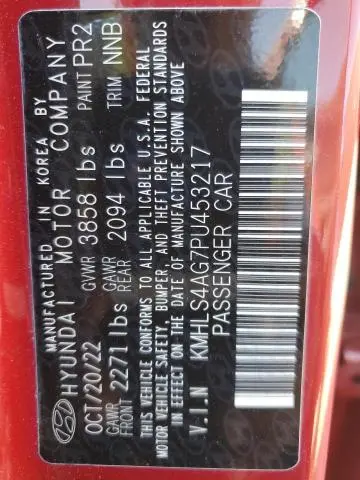 MANUFACTURED IN KOREA BY
HYUNDAI MOTOR COMPANY
OCT/20/22 GVWR 3858 lbs PAINT PR2
GAWR FRONT 2271 lbs GAWR REAR 2094 lbs TRIM NNB
THIS VEHICLE CONFORMS TO ALL APPLICABLE U.S.A. FEDERAL
MOTOR VEHICLE SAFETY, BUMPER, AND THEFT PREVENTION STANDARDS
IN EFFECT ON THE DATE OF MANUFACTURE SHOWN ABOVE
V.I.N KMHLS4AG7PU453217
PASSENGER CAR